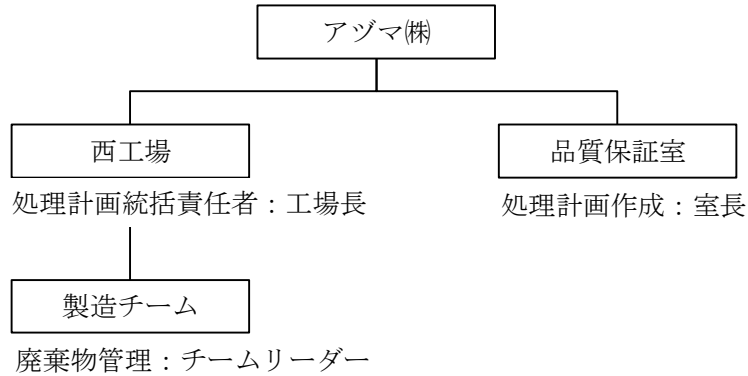 アヅマ㈱
西工場
品質保証室
処理計画統括責任者：工場長
処理計画作成：室長
製造チーム
廃棄物管理：チームリーダー